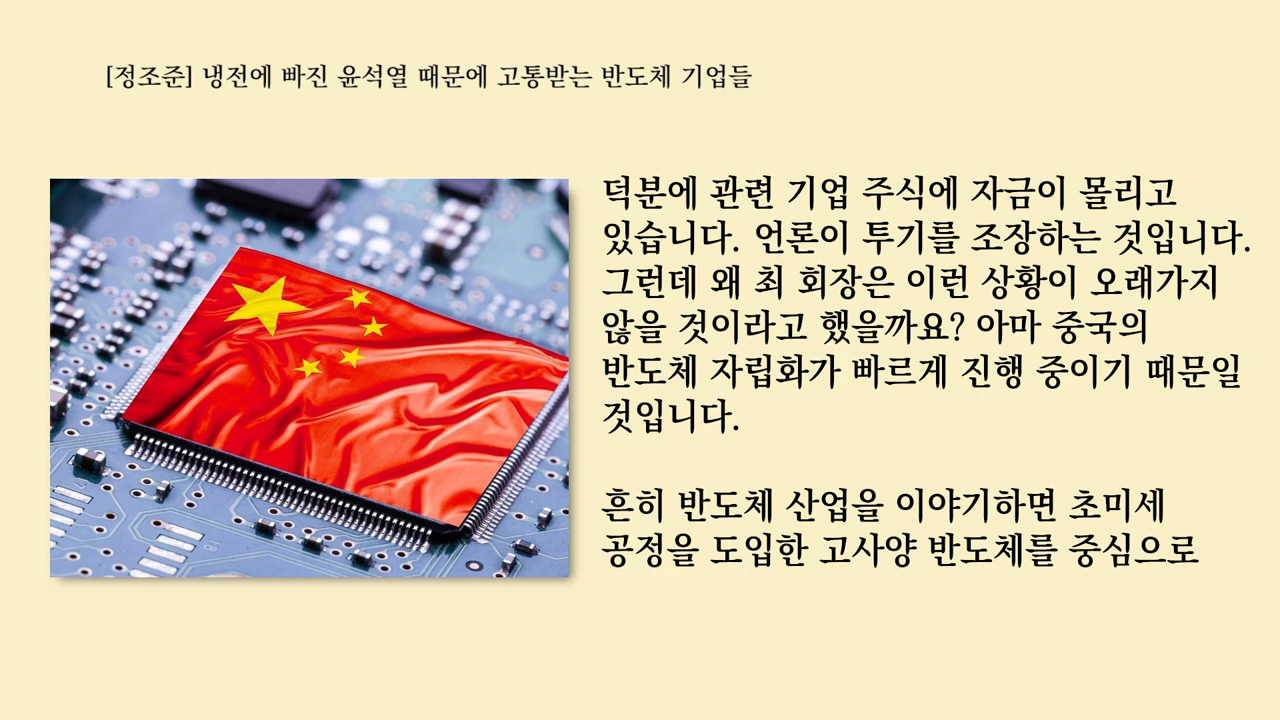 [정조준] 냉전에 빠진 윤석열 때문에 고통받는 반도체 기업들
덕분에 관련 기업 주식에 자금이 몰리고
있습니다. 언론이 투기를 조장하는 것입니다.
그런데 왜 최 회장은 이런 상황이 오래가지
않을 것이라고 했을까요? 아마 중국의
반도체 자립화가 빠르게 진행 중이기 때문일
것입니다.
흔히 반도체 산업을 이야기하면 초미세
공정을 도입한 고사양 반도체를 중심으로